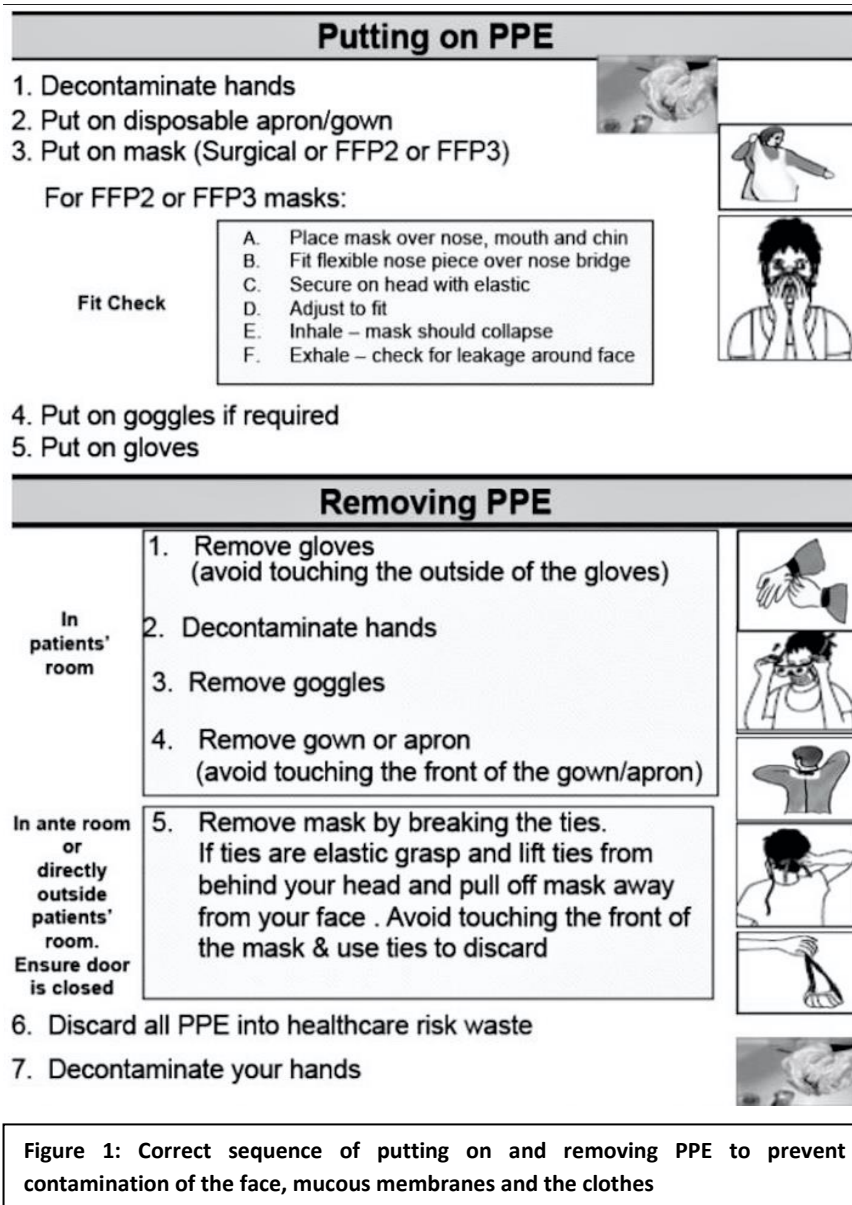 Putting on PPE
1. Decontaminate hands
2. Put on disposable apron/gown
3. Put on mask (Surgical or FFP2 or FFP3)
For FFP2 or FFP3 masks:
Fit Check
A. Place mask over nose, mouth and chin
B. Fit flexible nose piece over nose bridge
C. Secure on head with elastic
D. Adjust to fit
E. Inhale – mask should collapse
F. Exhale – check for leakage around face
4. Put on goggles if required
5. Put on gloves
Removing PPE
In
patients'
room
1. Remove gloves
(avoid touching the outside of the gloves)
2. Decontaminate hands
3. Remove goggles
4. Remove gown or apron
(avoid touching the front of the gown/apron)
In ante room
or
directly
outside
patients'
room.
Ensure door
is closed
5. Remove mask by breaking the ties.
If ties are elastic grasp and lift ties from
behind your head and pull off mask away
from your face . Avoid touching the front of
the mask & use ties to discard
6. Discard all PPE into healthcare risk waste
7. Decontaminate your hands
Figure 1: Correct sequence of putting on and removing PPE to prevent
contamination of the face, mucous membranes and the clothes